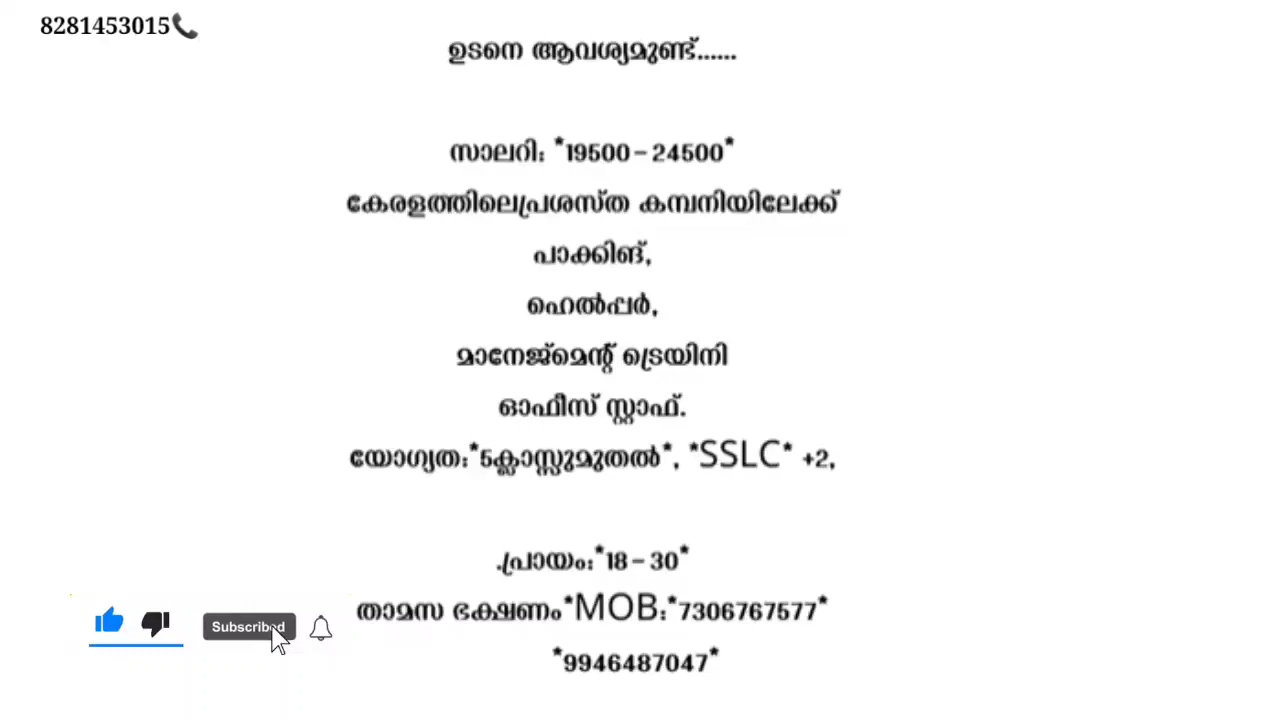 8281453015📞
ഉടനെ ആവശ്യമുണ്ട്......
സാലറി: *19500-24500*
കേരളത്തിലെപ്രശസ്ത കമ്പനിയിലേക്ക്
പാക്കിങ്,
ഹെൽപ്പർ,
മാനേജ്മെന്റ് ട്രെയിനി
ഓഫീസ് സ്റ്റാഫ്.
യോഗ്യത:*5ക്ലാസ്സുമുതൽ*, *SSLC* +2,
.പ്രായം:*18-30*
താമസ ഭക്ഷണം*MOB:*7306767577*
Subscribed
*9946487047*